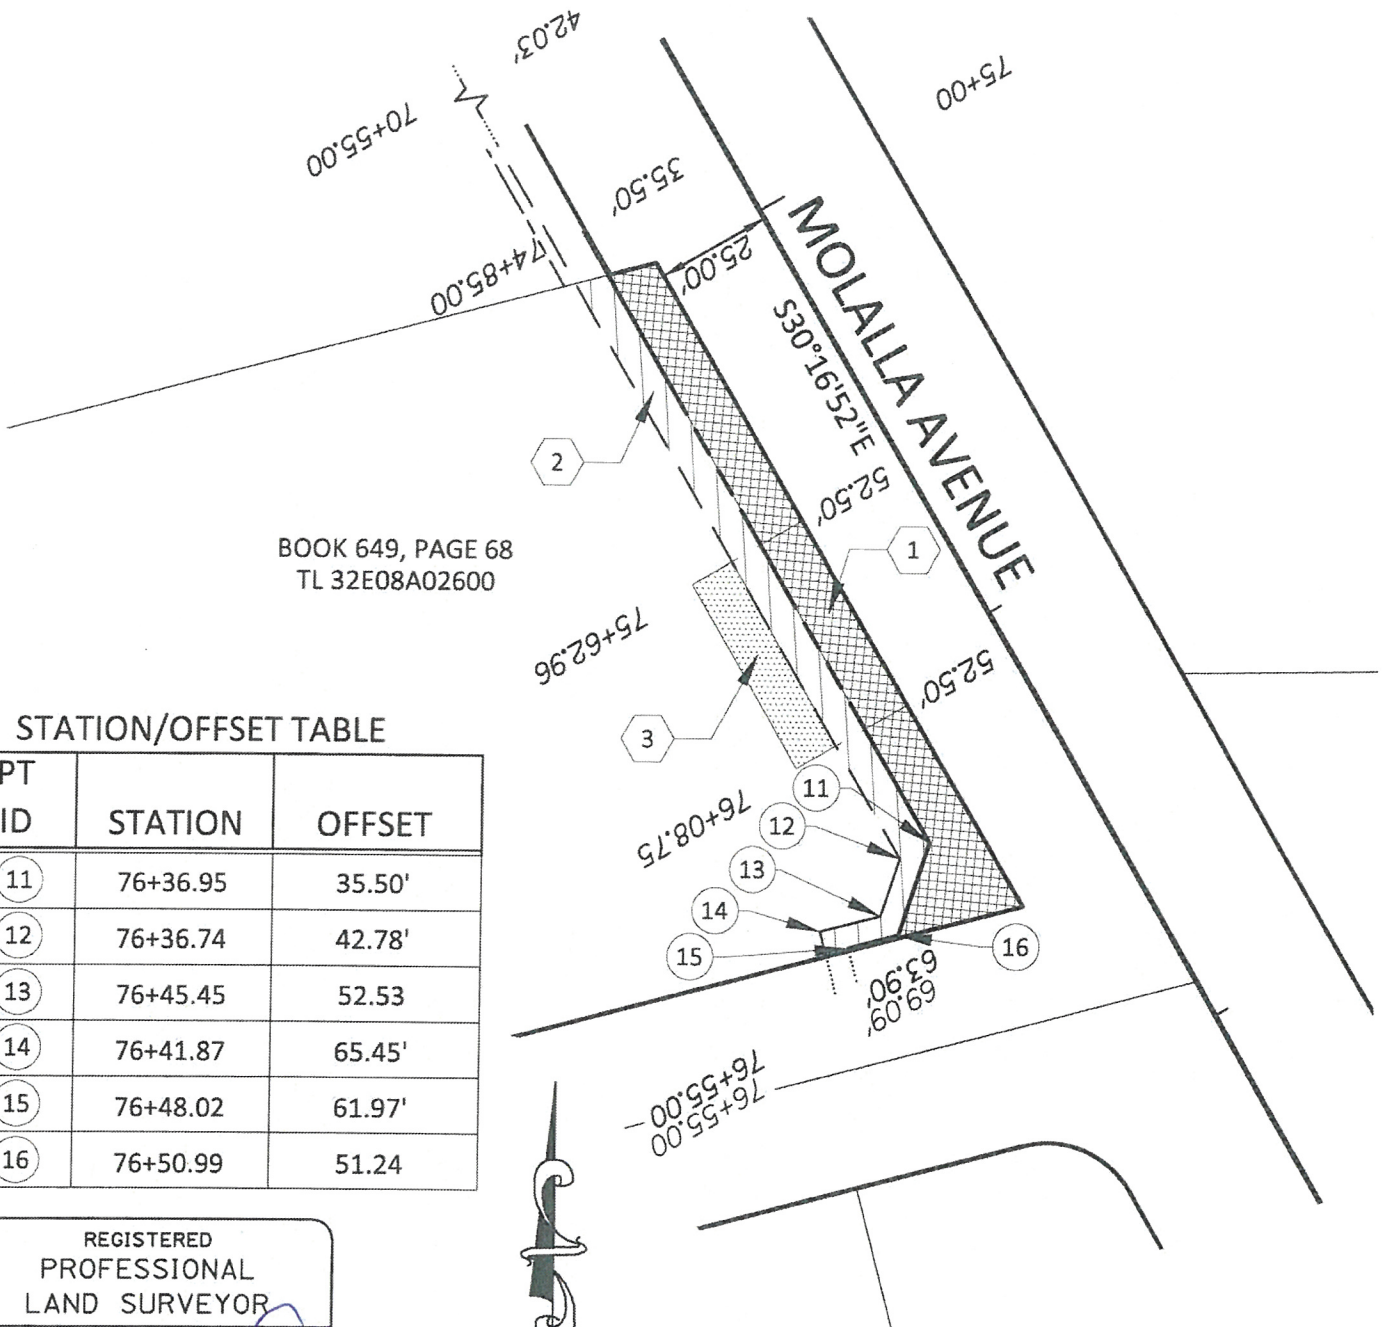 42.03'
70+55.00
75+00
35.50'
74+85.00
25.00'
MOLALLA AVENUE
S30°16'52"E
2
52.50'
1
BOOK 649, PAGE 68
TL 32E08A02600
75+62.96
52.50'
3
76+08.75
11
12
13
14
15
16
63.90'
69.09'
76+55.00
76+55.00
STATION/OFFSET TABLE
PT ID STATION OFFSET
11 76+36.95 35.50'
12 76+36.74 42.78'
13 76+45.45 52.53
14 76+41.87 65.45'
15 76+48.02 61.97'
16 76+50.99 51.24
REGISTERED
PROFESSIONAL
LAND SURVEYOR